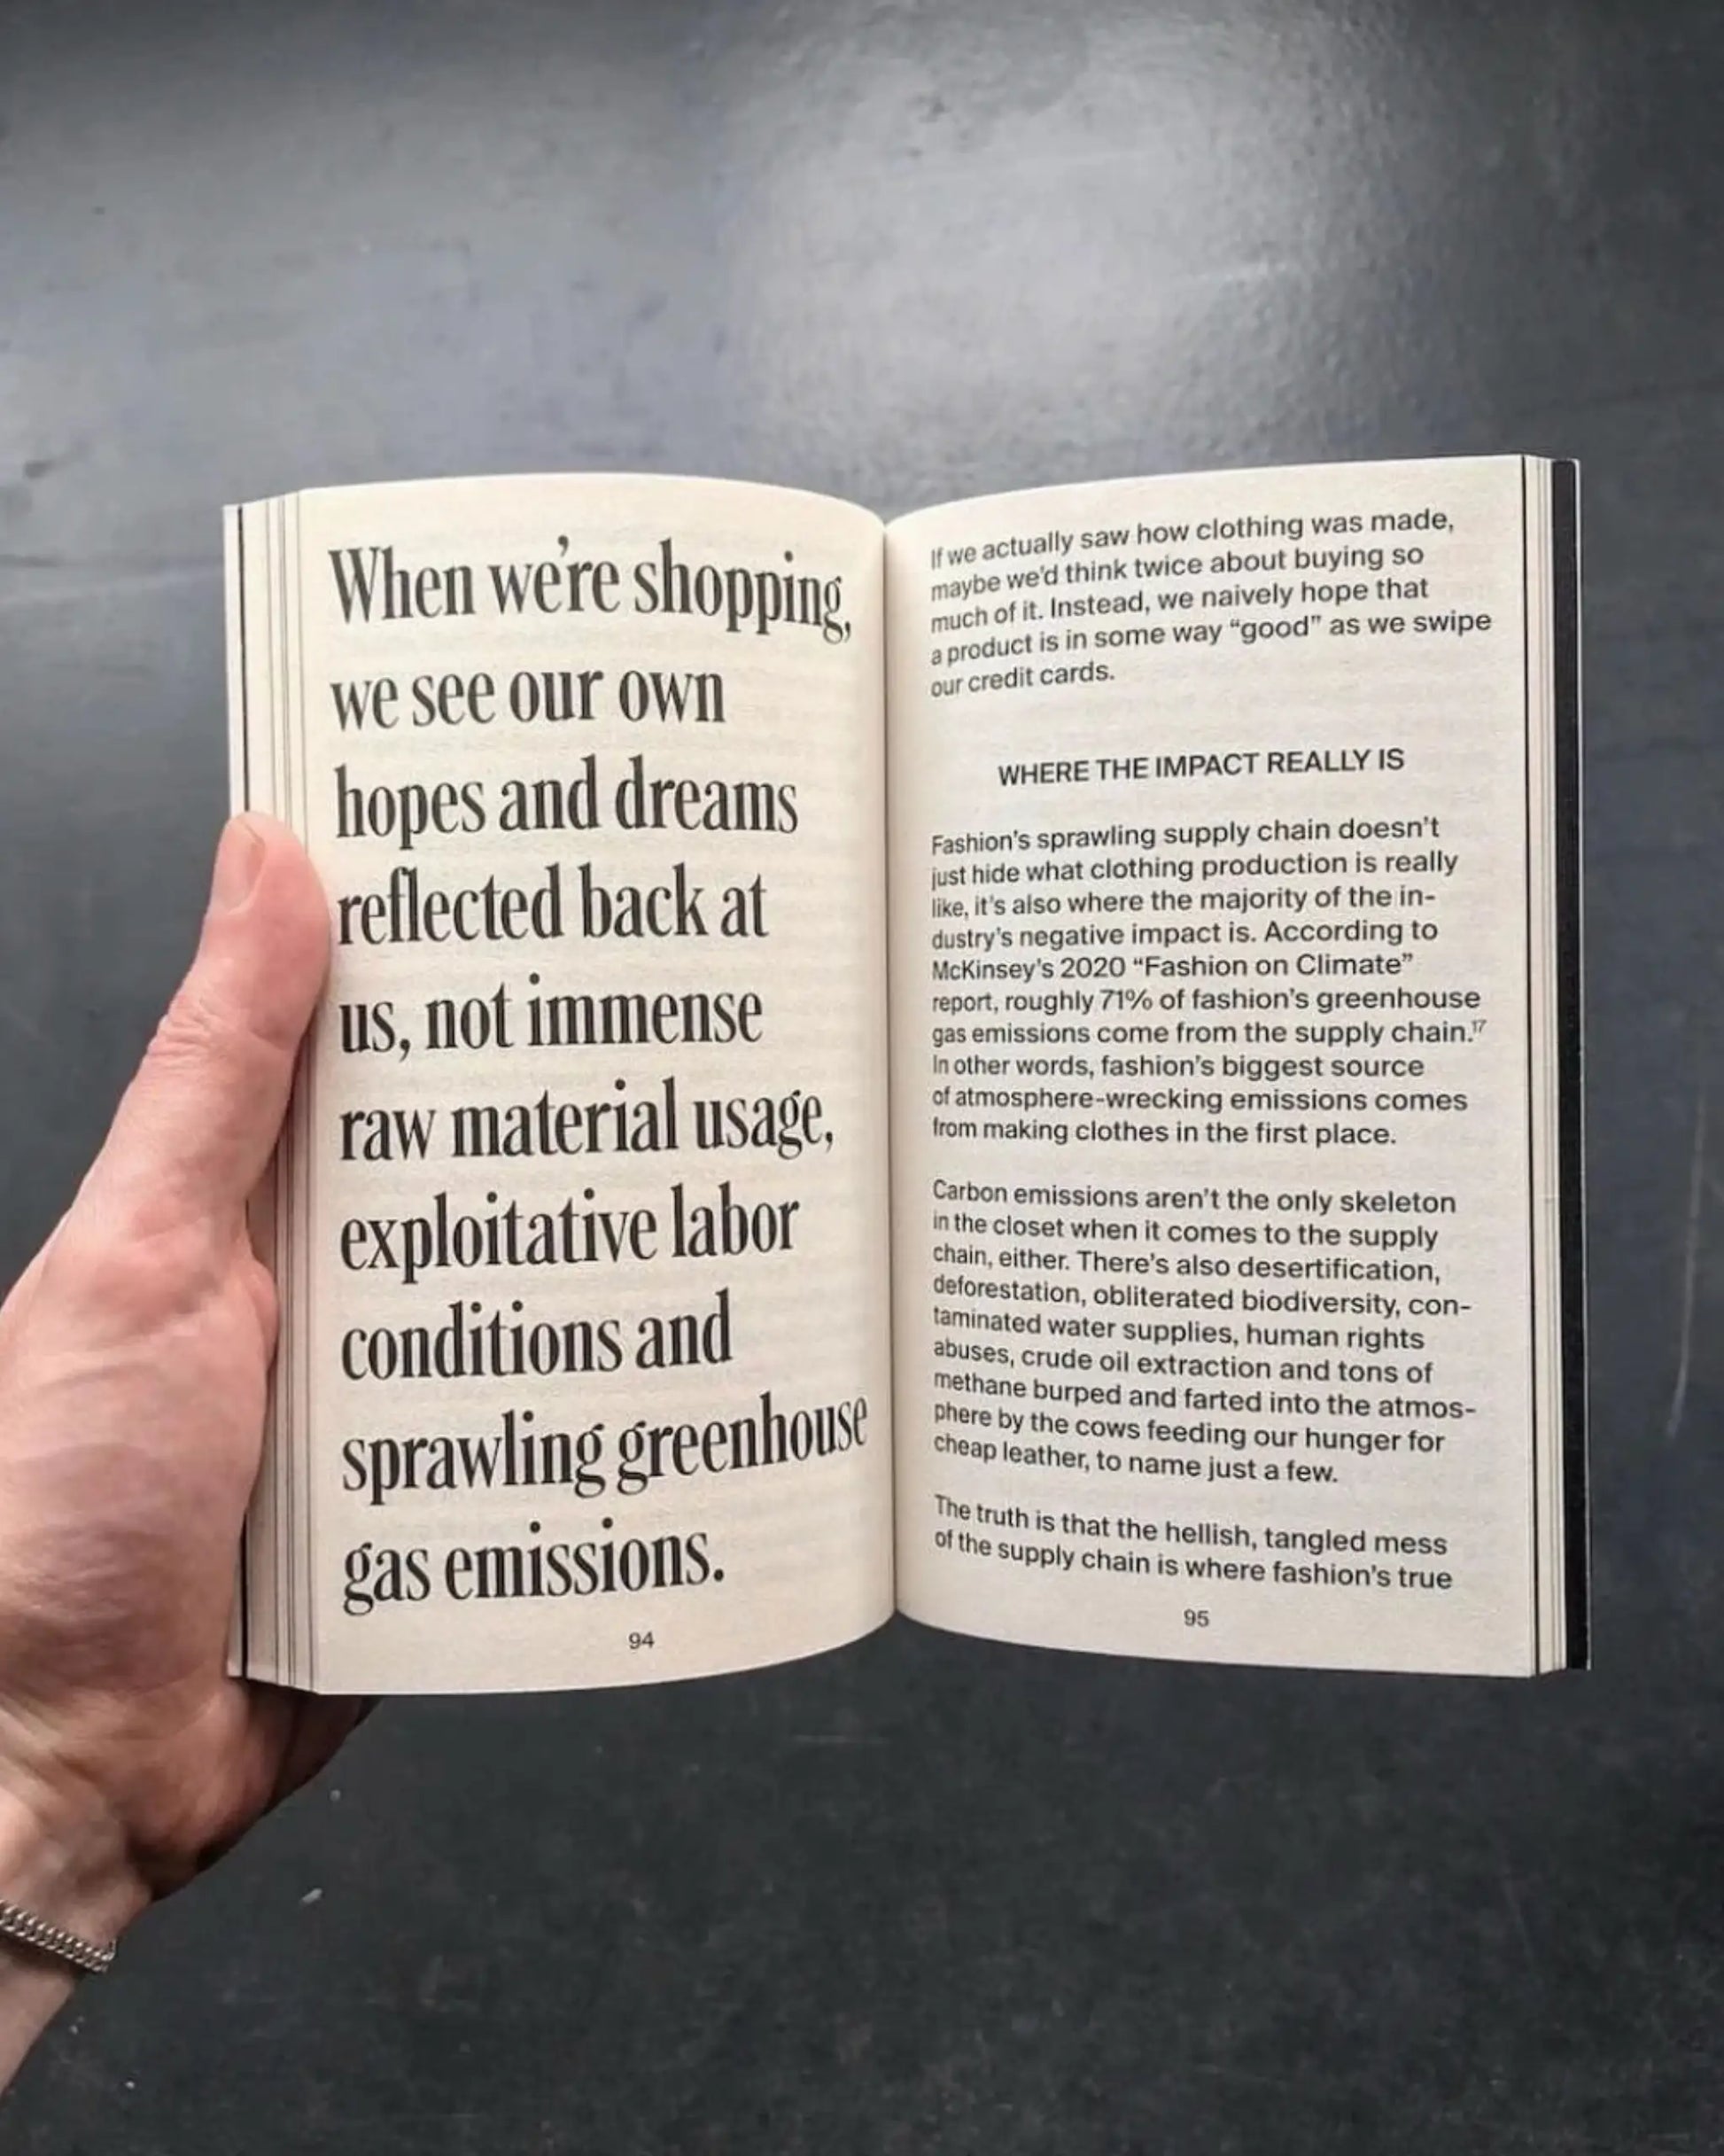 When we're shopping,
we see our own
hopes and dreams
reflected back at
us, not immense
raw material usage,
exploitative labor
conditions and
sprawling greenhouse
gas emissions.
94
If we actually saw how clothing was made,
maybe we'd think twice about buying so
much of it. Instead, we naively hope that
a product is in some way “good” as we swipe
our credit cards.
WHERE THE IMPACT REALLY IS
Fashion's sprawling supply chain doesn't
just hide what clothing production is really
like, it's also where the majority of the in-
dustry's negative impact is. According to
McKinsey's 2020 “Fashion on Climate”
report, roughly 71% of fashion's greenhouse
gas emissions come from the supply chain.¹⁷
In other words, fashion's biggest source
of atmosphere-wrecking emissions comes
from making clothes in the first place.
Carbon emissions aren't the only skeleton
in the closet when it comes to the supply
chain, either. There's also desertification,
deforestation, obliterated biodiversity, con-
taminated water supplies, human rights
abuses, crude oil extraction and tons of
methane burped and farted into the atmos-
phere by the cows feeding our hunger for
cheap leather, to name just a few.
The truth is that the hellish, tangled mess
of the supply chain is where fashion's true
95